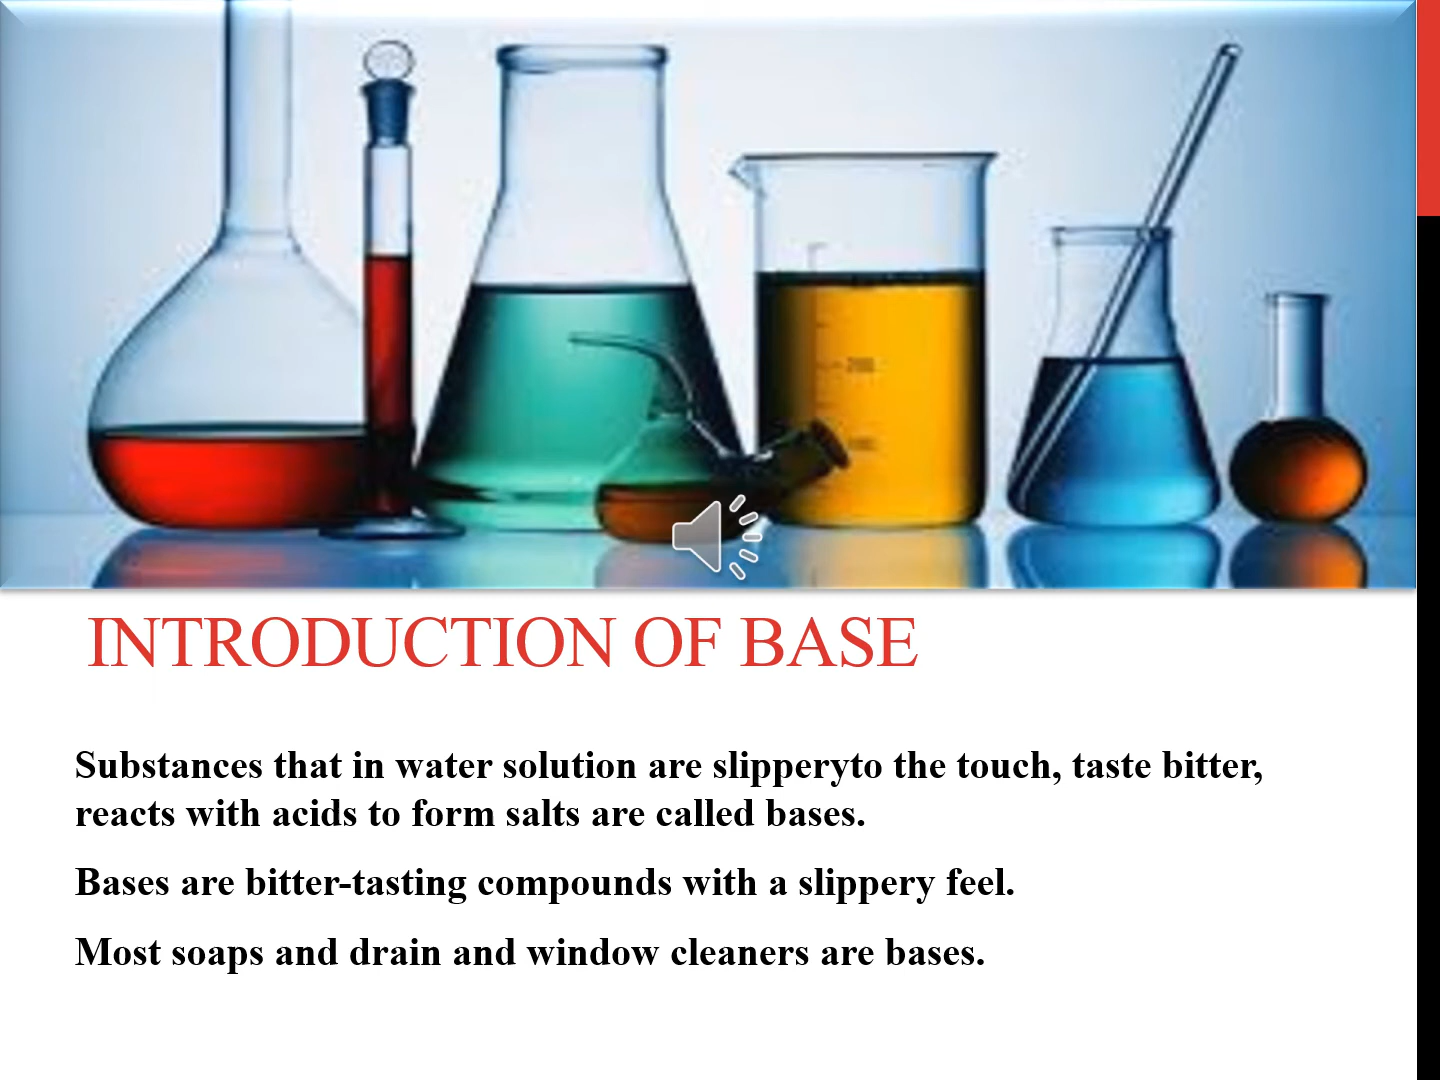 INTRODUCTION OF BASE
Substances that in water solution are slipperyto the touch, taste bitter,
reacts with acids to form salts are called bases.
Bases are bitter-tasting compounds with a slippery feel.
Most soaps and drain and window cleaners are bases.